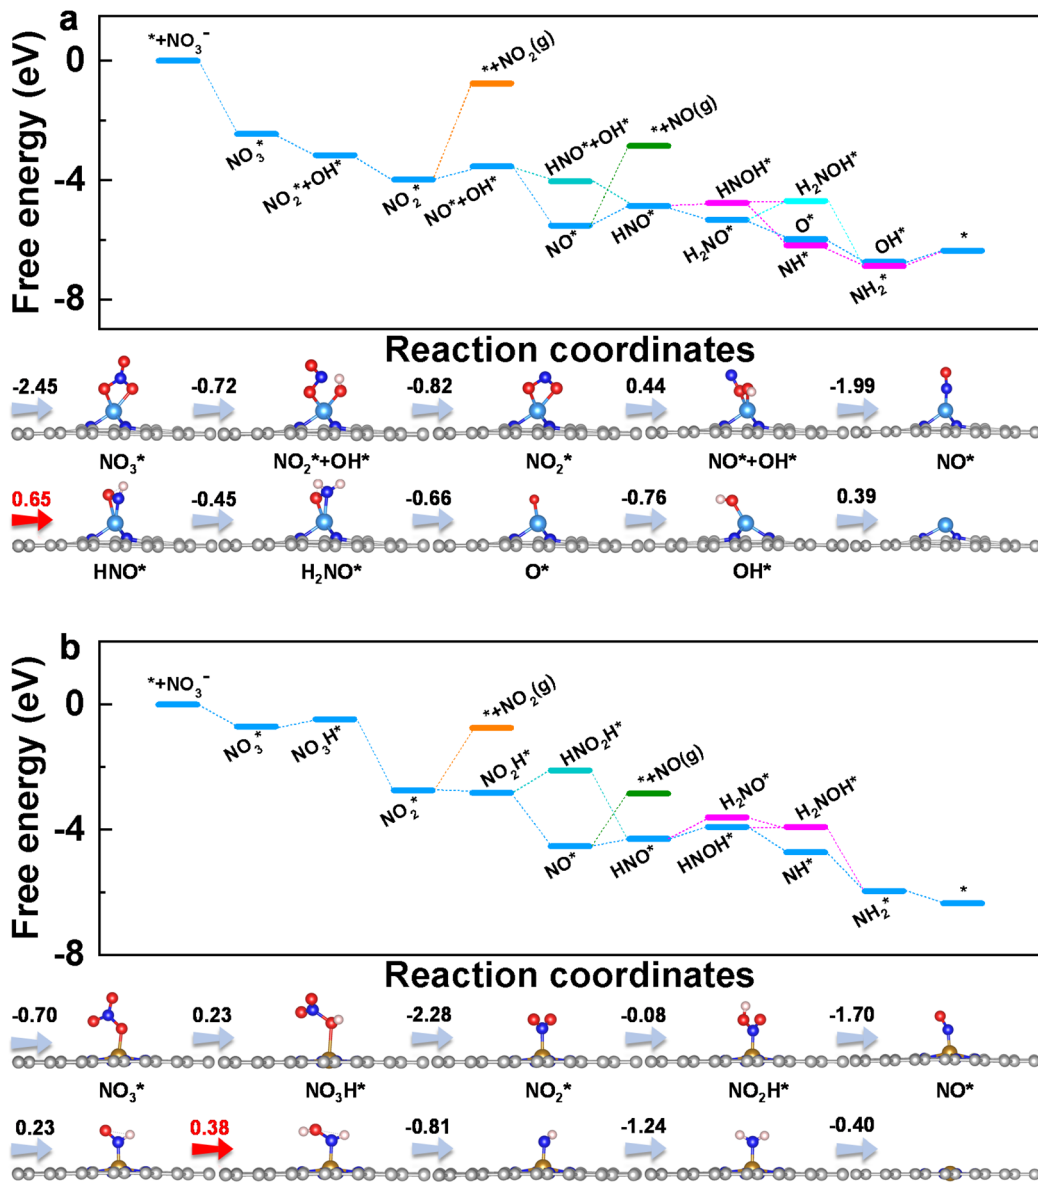 a
Free energy (eV)
0
-4
-8
*+NO₃⁻
NO₃*
NO₂*+OH*
NO₂*
*+NO₂(g)
NO*+OH*
HNO*+OH*
NO*
*+NO(g)
HNO*
HNOH*
H₂NO*
H₂NOH*
O*
NH*
OH*
NH₂*
*
Reaction coordinates
-2.45 -0.72 -0.82 0.44 -1.99
NO₃* NO₂*+OH* NO₂* NO*+OH* NO*
0.65 -0.45 -0.66 -0.76 0.39
HNO* H₂NO* O* OH*
b
Free energy (eV)
0
-4
-8
*+NO₃⁻
NO₃*
NO₃H*
NO₂*
*+NO₂(g)
NO₂H*
HNO₂H*
NO*
*+NO(g)
HNO*
H₂NO*
HNOH*
H₂NOH*
NH*
NH₂*
*
Reaction coordinates
-0.70 0.23 -2.28 -0.08 -1.70
NO₃* NO₃H* NO₂* NO₂H* NO*
0.23 0.38 -0.81 -1.24 -0.40